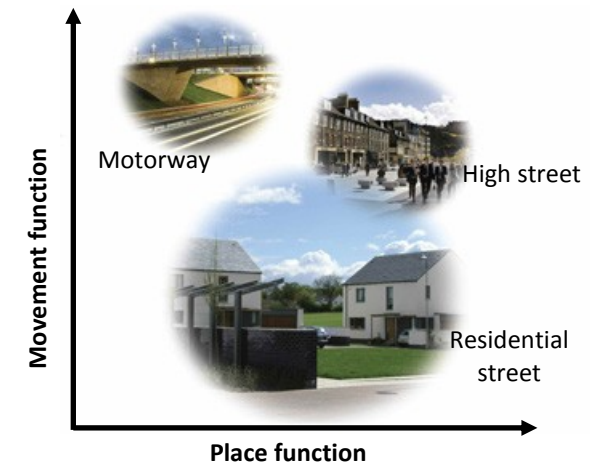 Motorway
High street
Residential
street
Movement function
Place function